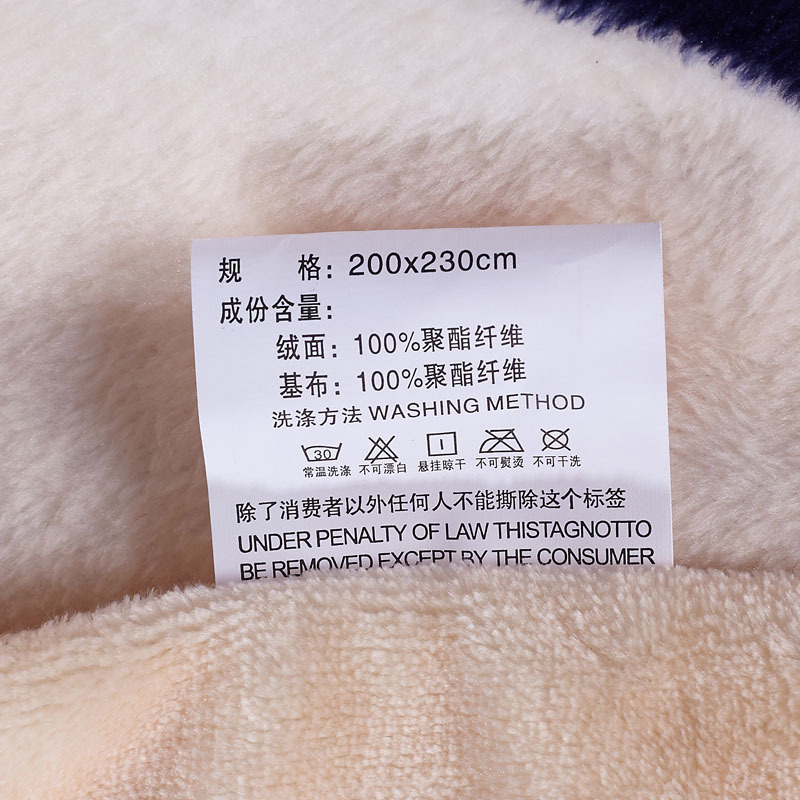 规 格：200x230cm
成份含量：
绒面：100%聚酯纤维
基布：100%聚酯纤维
洗涤方法 WASHING METHOD
30
常温洗涤 不可漂白 悬挂晾干 不可熨烫 不可干洗
除了消费者以外任何人不能撕除这个标签
UNDER PENALTY OF LAW THISTAGNOTTO
BE REMOVED EXCEPT BY THE CONSUMER